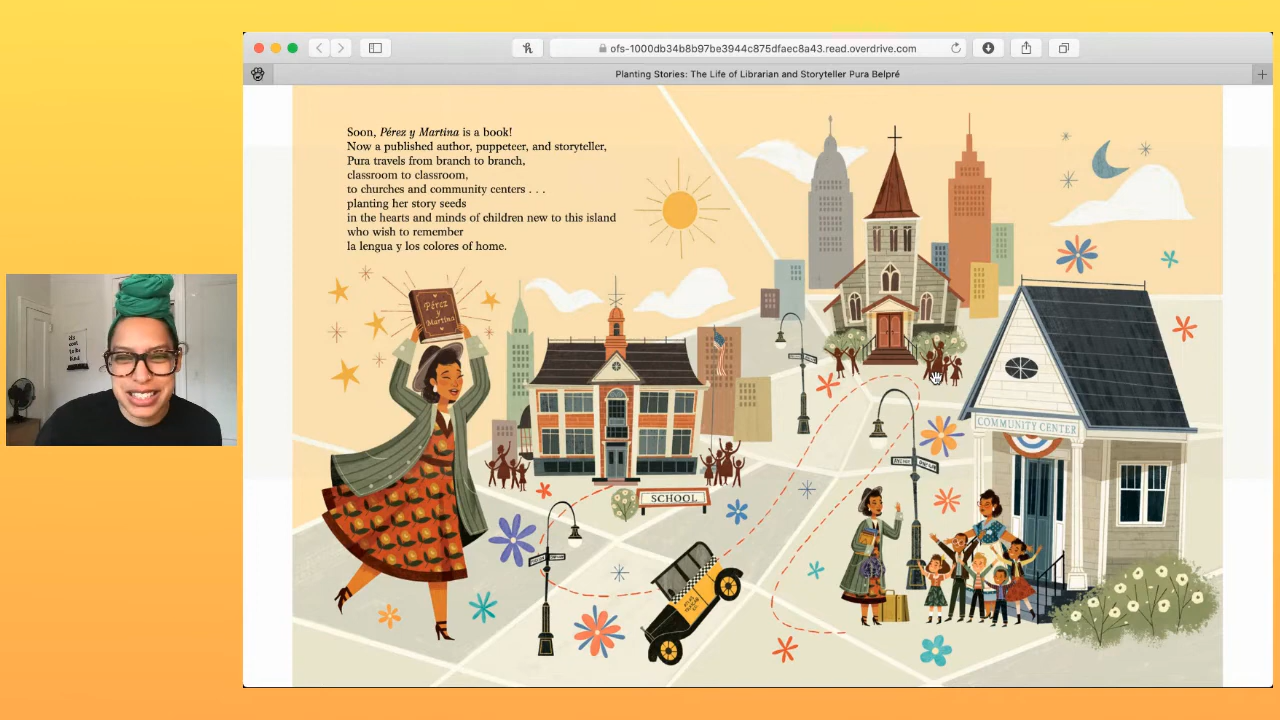 ofs-1000db34b8b97be3944c875dfaec8a43.read.overdrive.com
Planting Stories: The Life of Librarian and Storyteller Pura Belpré
Soon, Pérez y Martina is a book!
Now a published author, puppeteer, and storyteller,
Pura travels from branch to branch,
classroom to classroom,
to churches and community centers . . .
planting her story seeds
in the hearts and minds of children new to this island
who wish to remember
la lengua y los colores of home.
Pérez
y
Martina
SCHOOL
COMMUNITY CENTER